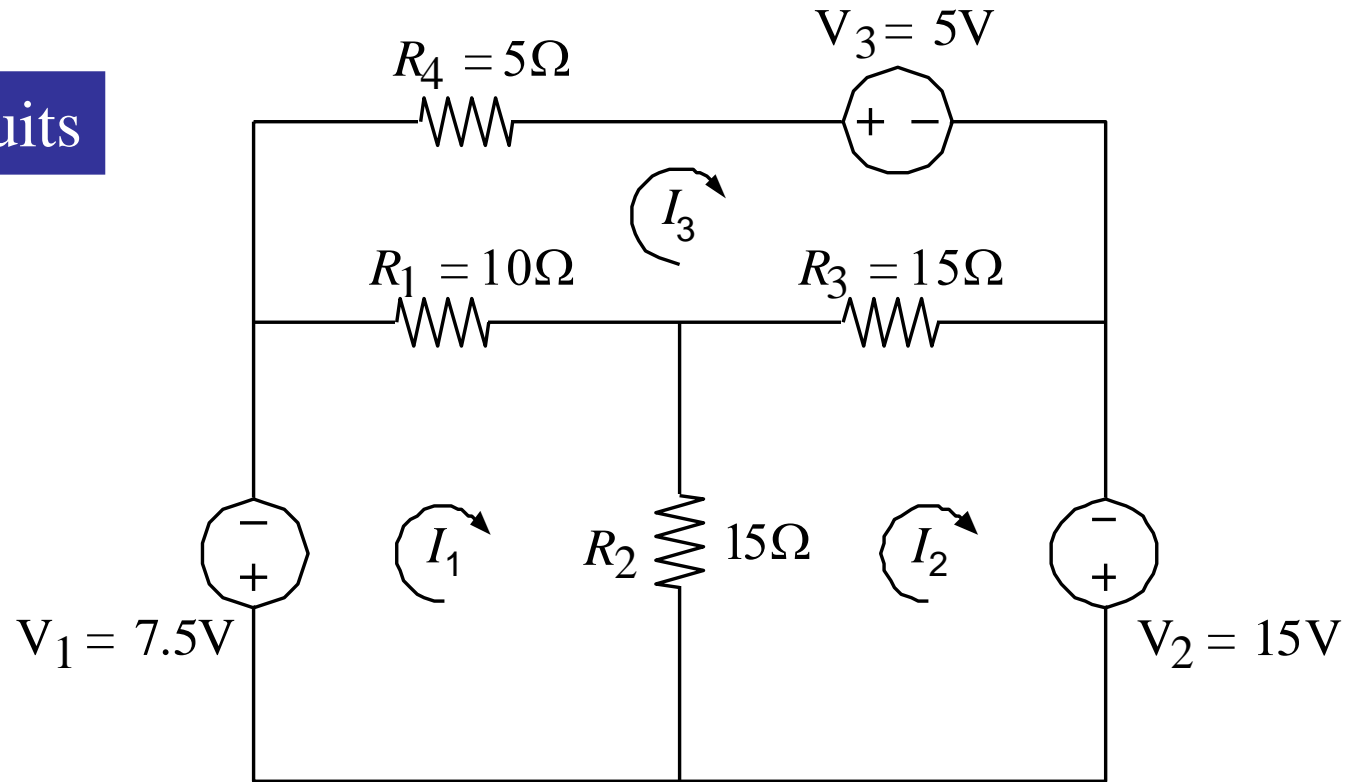 V3 = 5V
R4 = 5Ω
uits
I3
R1 = 10Ω
R3 = 15Ω
+ −
−
+
I1
R2
15Ω
I2
−
+
V1 = 7.5V
V2 = 15V